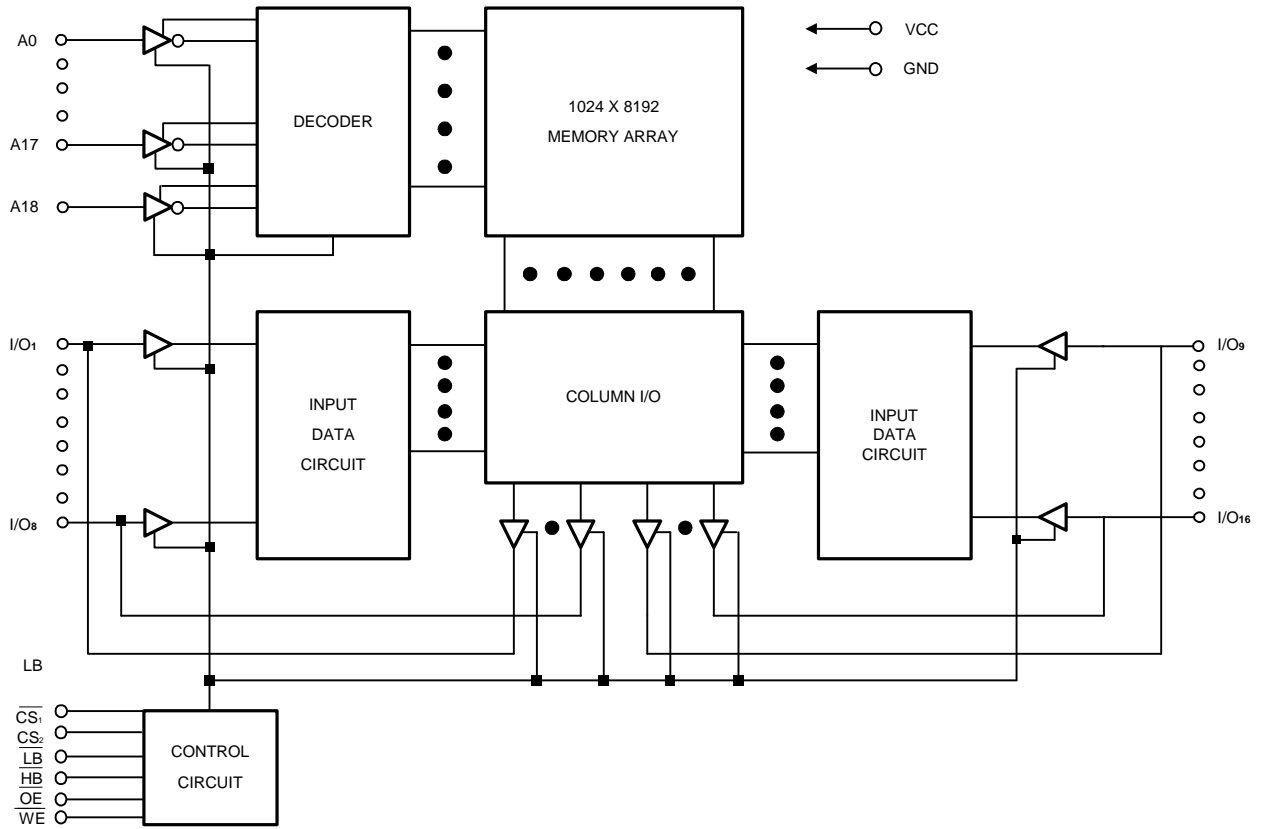 A0
A17
A18
DECODER
1024 X 8192
MEMORY ARRAY
VCC
GND
I/O1
I/O8
INPUT
DATA
CIRCUIT
COLUMN I/O
INPUT
DATA
CIRCUIT
I/O9
I/O16
LB
CS1
CS2
LB
HB
OE
WE
CONTROL
CIRCUIT